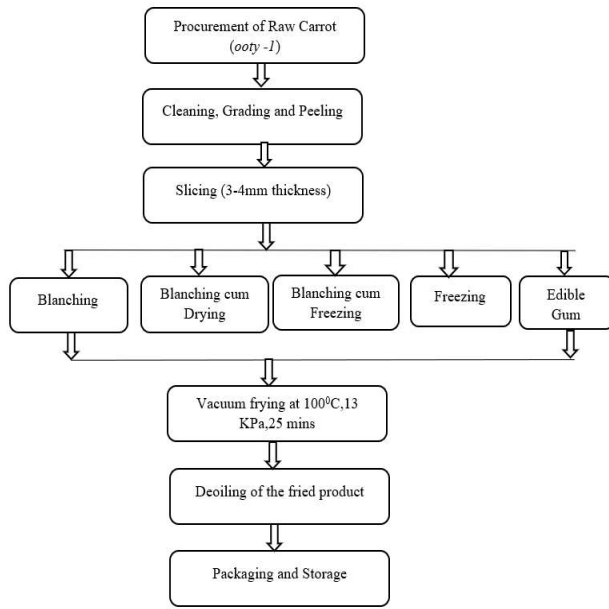 Procurement of Raw Carrot
(ooty -1)
Cleaning, Grading and Peeling
Slicing (3-4mm thickness)
Blanching
Blanching cum
Drying
Blanching cum
Freezing
Freezing
Edible
Gum
Vacuum frying at 100⁰C,13
KPa,25 mins
Deoiling of the fried product
Packaging and Storage